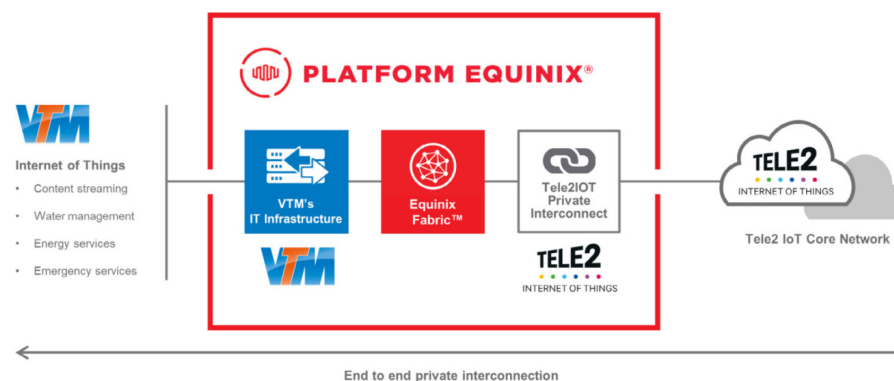 PLATFORM EQUINIX®
VTM
Internet of Things
• Content streaming
• Water management
• Energy services
• Emergency services
VTM's
IT Infrastructure
Equinix
Fabric™
Tele2IOT
Private
Interconnect
VTM
TELE2
INTERNET OF THINGS
TELE2
INTERNET OF THINGS
Tele2 IoT Core Network
End to end private interconnection